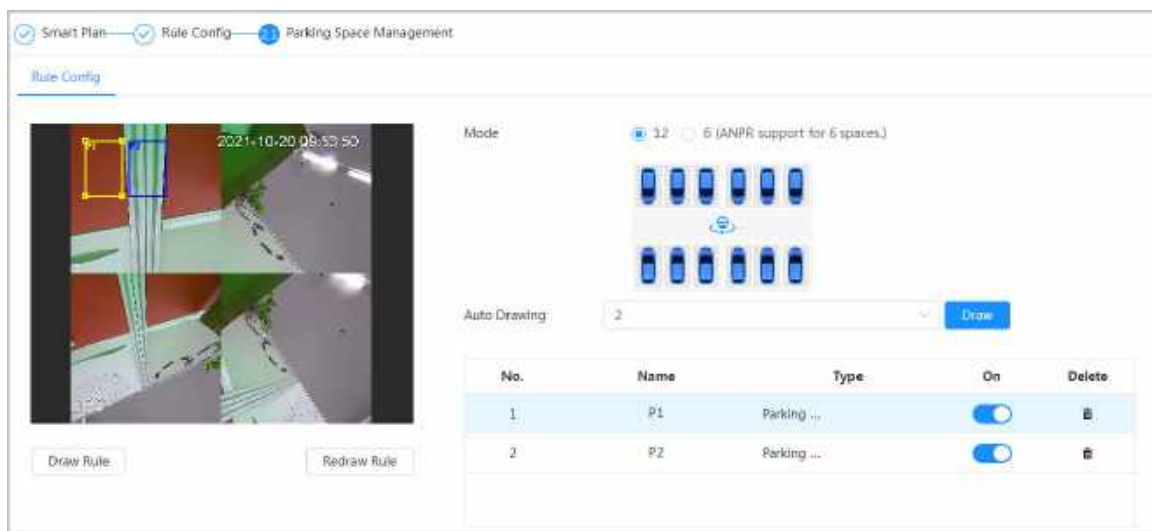 Smart Plan Rule Config Parking Space Management
Rule Config
2021-10-20 09:53:50
Mode 12 6 (ANPR support for 6 spaces.)
Auto Drawing 2 Draw
No. Name Type On Delete
1 P1 Parking ...
2 P2 Parking ...
Draw Rule Redraw Rule